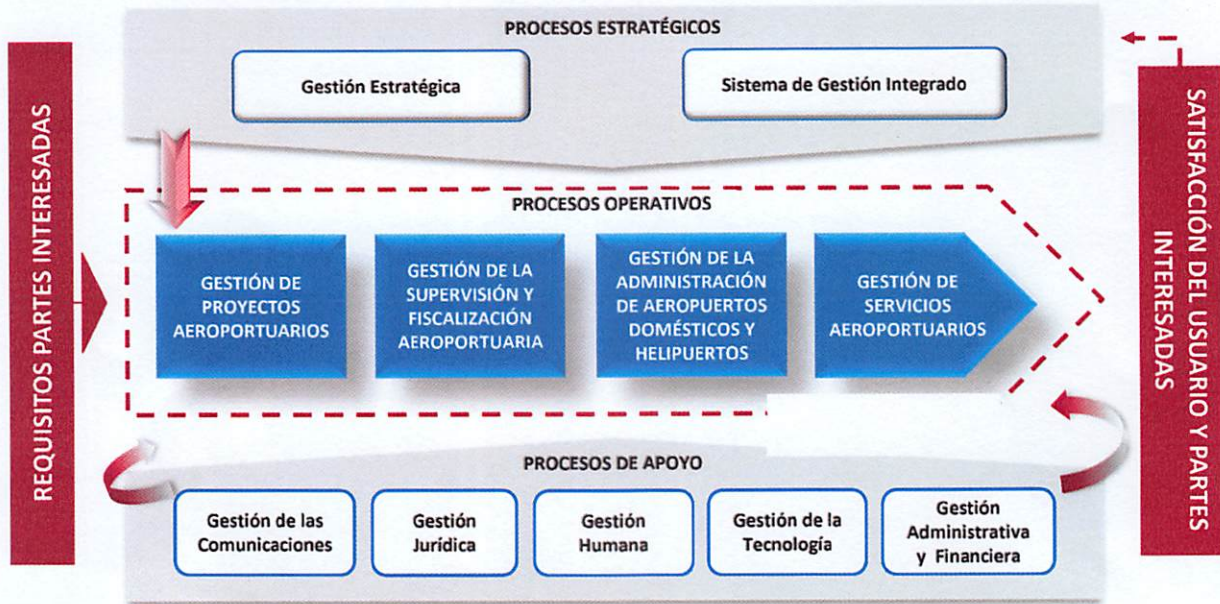 PROCESOS ESTRATÉGICOS
Gestión Estratégica
Sistema de Gestión Integrado
REQUISITOS PARTES INTERESADAS
PROCESOS OPERATIVOS
GESTIÓN DE
PROYECTOS
AEROPORTUARIOS
GESTIÓN DE LA
SUPERVISIÓN Y
FISCALIZACIÓN
AEROPORTUARIA
GESTIÓN DE LA
ADMINISTRACIÓN
DE AEROPUERTOS
DOMÉSTICOS Y
HELIPUERTOS
GESTIÓN DE
SERVICIOS
AEROPORTUARIOS
SATISFACCIÓN DEL USUARIO Y PARTES
INTERESADAS
PROCESOS DE APOYO
Gestión de las
Comunicaciones
Gestión
Jurídica
Gestión
Humana
Gestión de la
Tecnología
Gestión
Administrativa
y Financiera